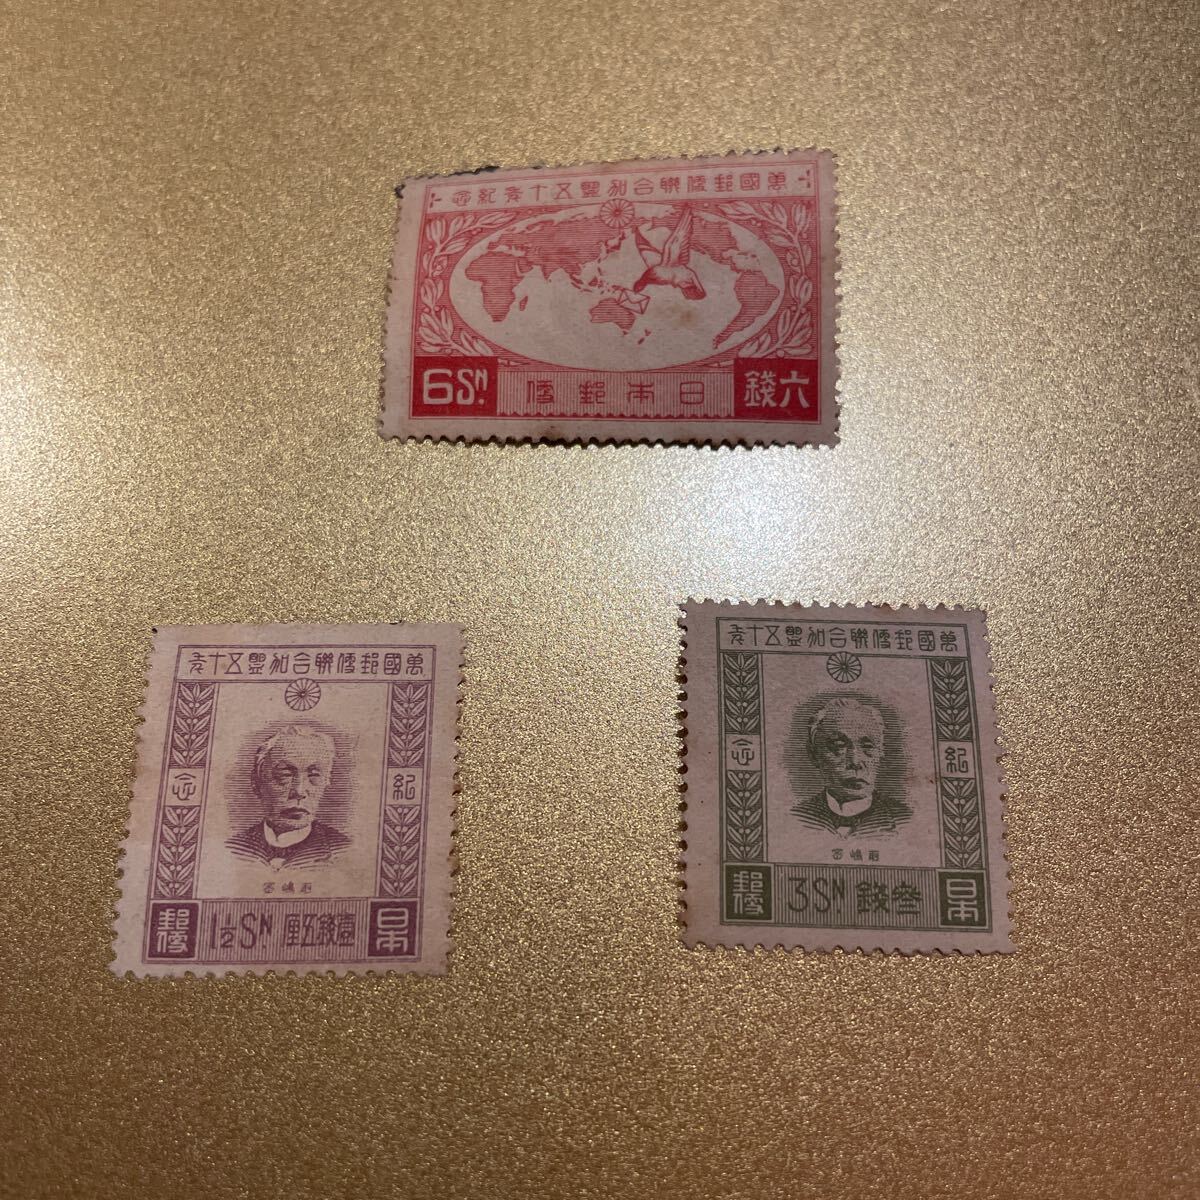 萬國郵便聯合加盟五十年紀念
6SN.
日本郵便
六錢
萬國郵便聯合加盟五十年
紀
念
前島密
日本
郵便
1½SN
壹錢五厘
萬國郵便聯合加盟五十年
紀
念
前島密
日本
郵便
3SN.
叁錢